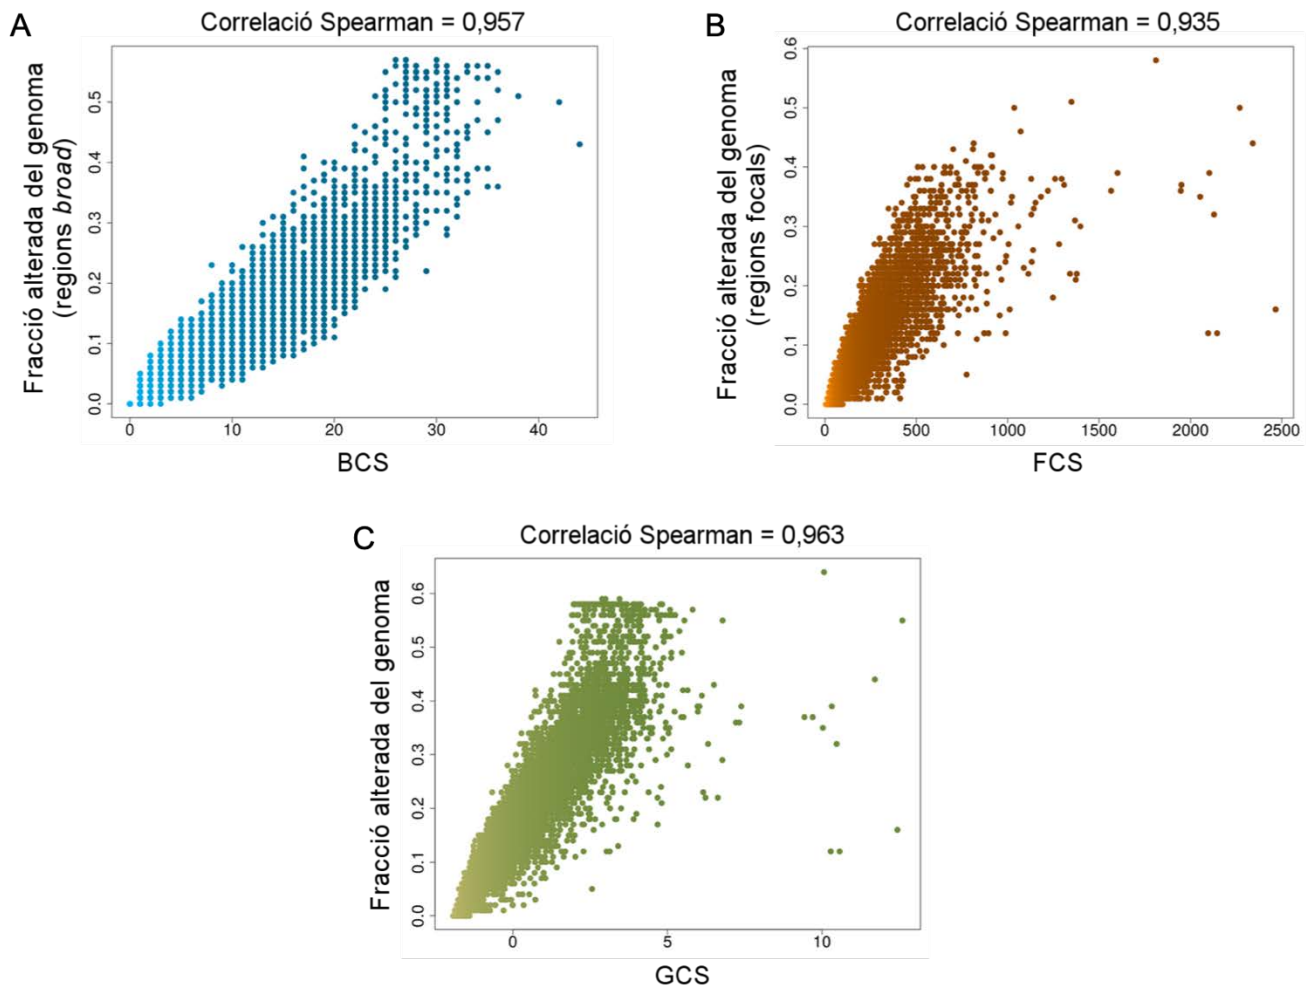 A
Correlació Spearman = 0,957
Fracció alterada del genoma
(regions broad)
0.0
0.1
0.2
0.3
0.4
0.5
0
10
20
30
40
BCS
B
Correlació Spearman = 0,935
Fracció alterada del genoma
(regions focals)
0.0
0.1
0.2
0.3
0.4
0.5
0.6
0
500
1000
1500
2000
2500
FCS
C
Correlació Spearman = 0,963
Fracció alterada del genoma
0.0
0.1
0.2
0.3
0.4
0.5
0.6
0
5
10
GCS